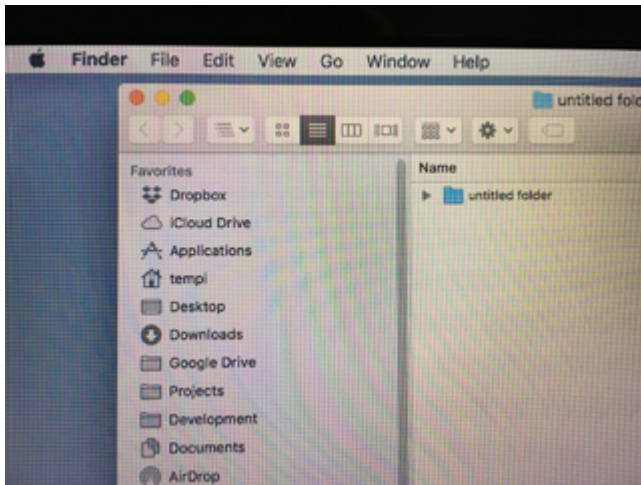 Finder File Edit View Go Window Help
untitled fold
Favorites
Name
Dropbox
untitled folder
iCloud Drive
Applications
tempi
Desktop
Downloads
Google Drive
Projects
Development
Documents
AirDrop